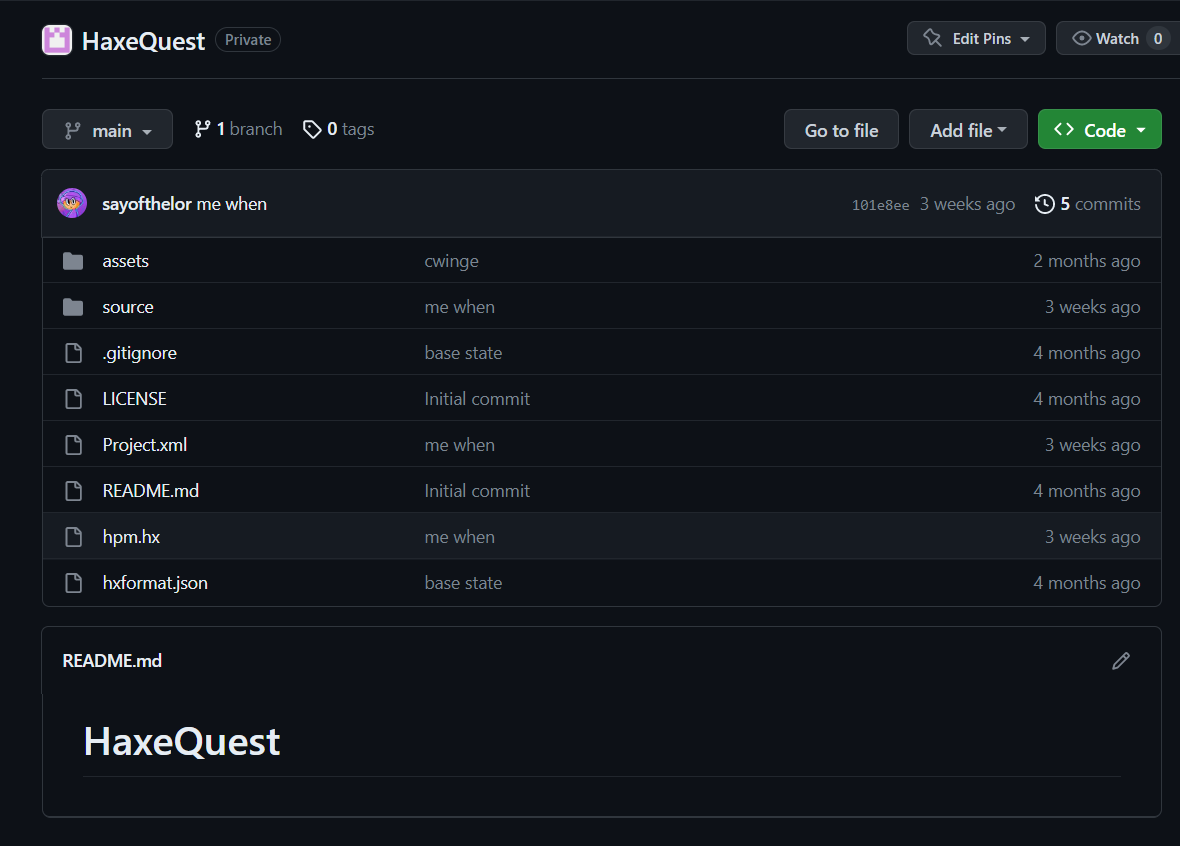 HaxeQuest Private Edit Pins Watch 0
main 1 branch 0 tags Go to file Add file <> Code
sayofthelor me when 101e8ee 3 weeks ago 5 commits
assets cwinge 2 months ago
source me when 3 weeks ago
.gitignore base state 4 months ago
LICENSE Initial commit 4 months ago
Project.xml me when 3 weeks ago
README.md Initial commit 4 months ago
hpm.hx me when 3 weeks ago
hxformat.json base state 4 months ago
README.md
HaxeQuest